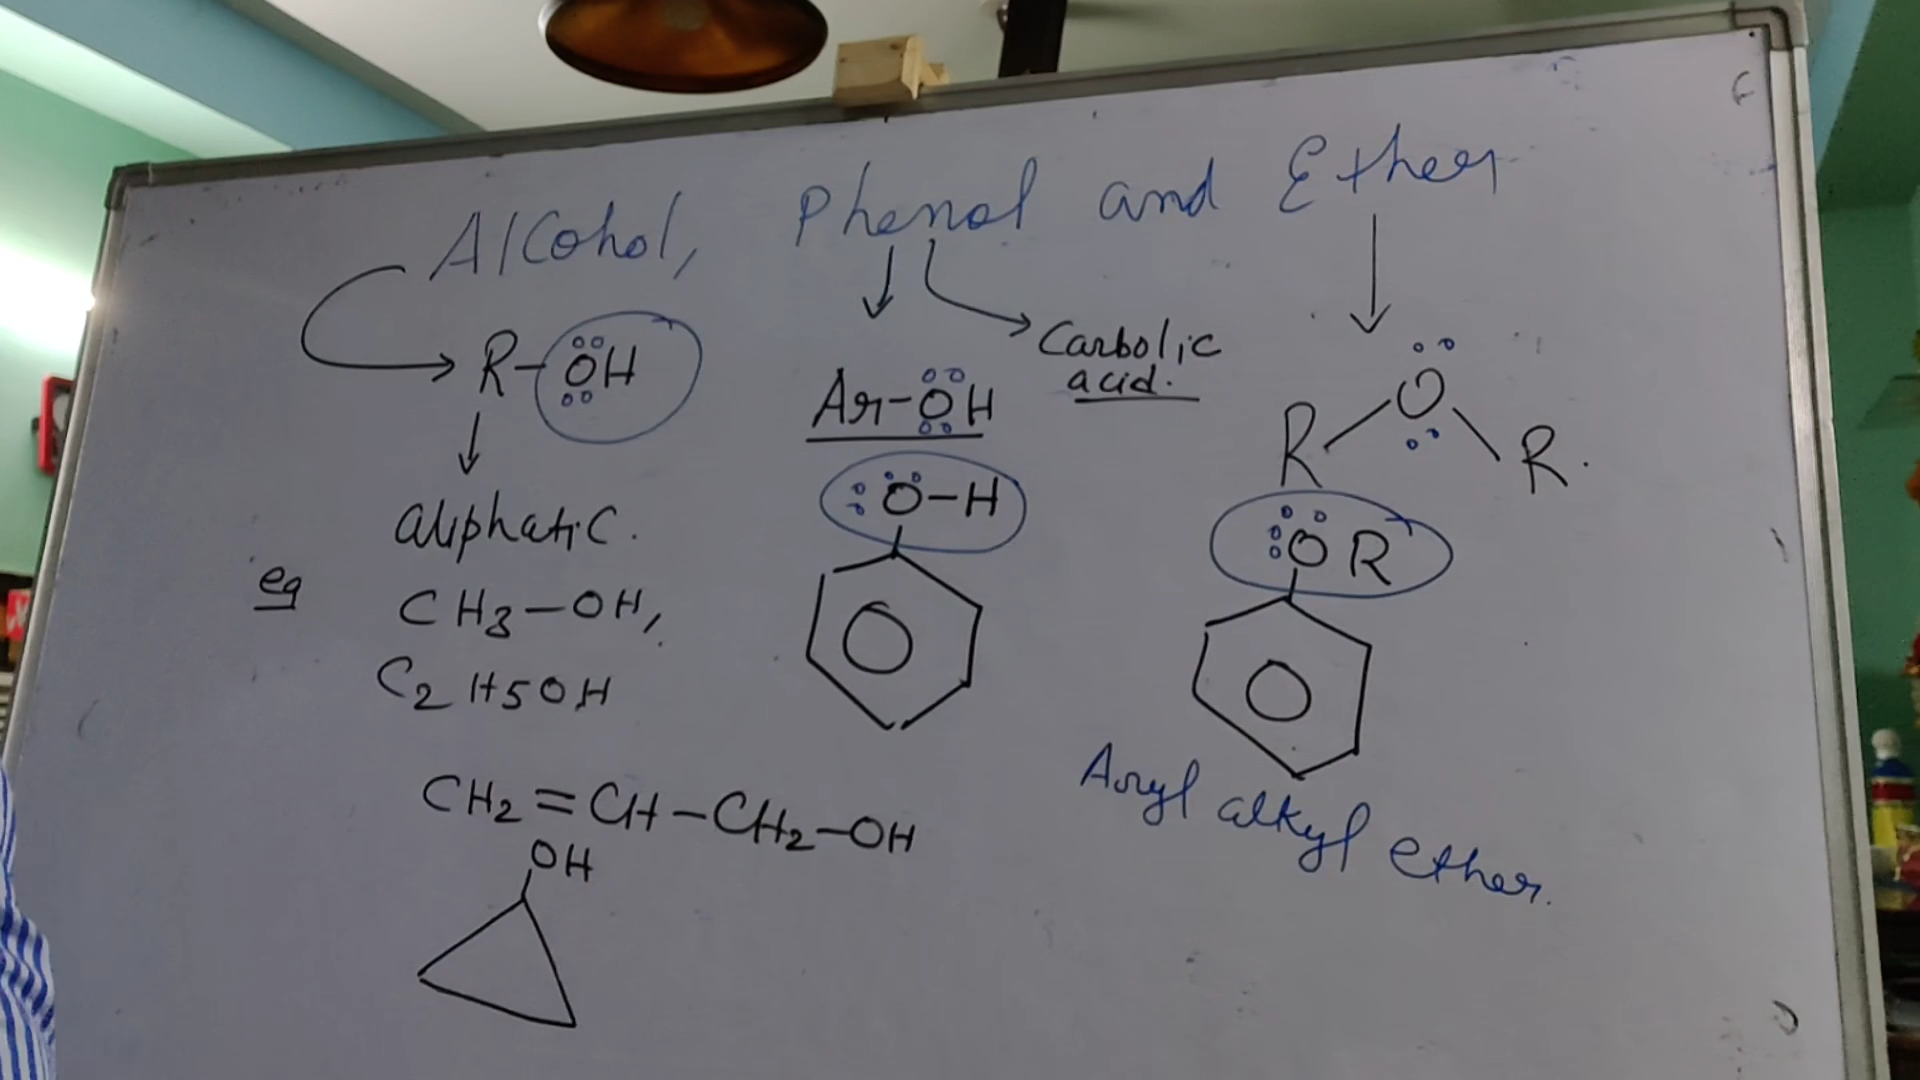 Alcohol, Phenol and Ether
R-OH
Ar-OH
Carbolic
acid.
R O R.
aliphatic.
O-H
OR
eg
CH3-OH,
C2H5OH
Aryl alkyl ether.
CH2=CH-CH2-OH
OH